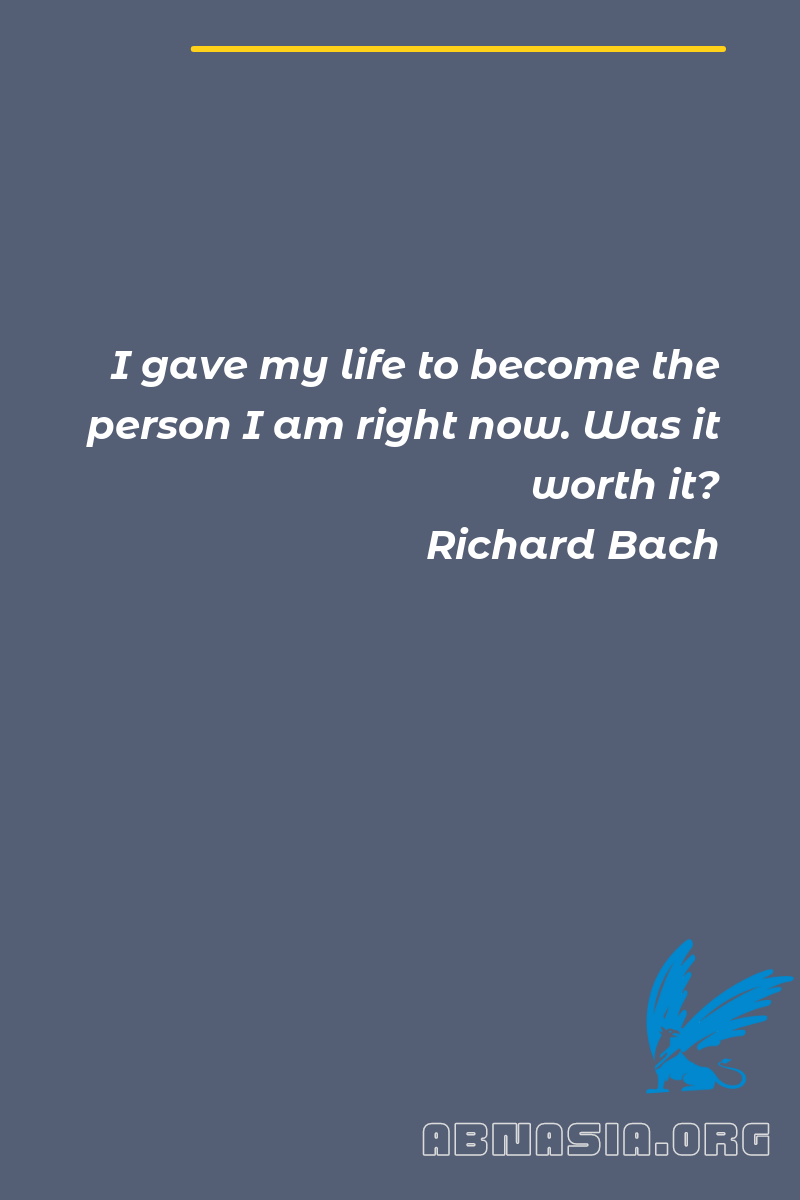 I gave my life to become the
person I am right now. Was it
worth it?
Richard Bach
ABNASIA.ORG